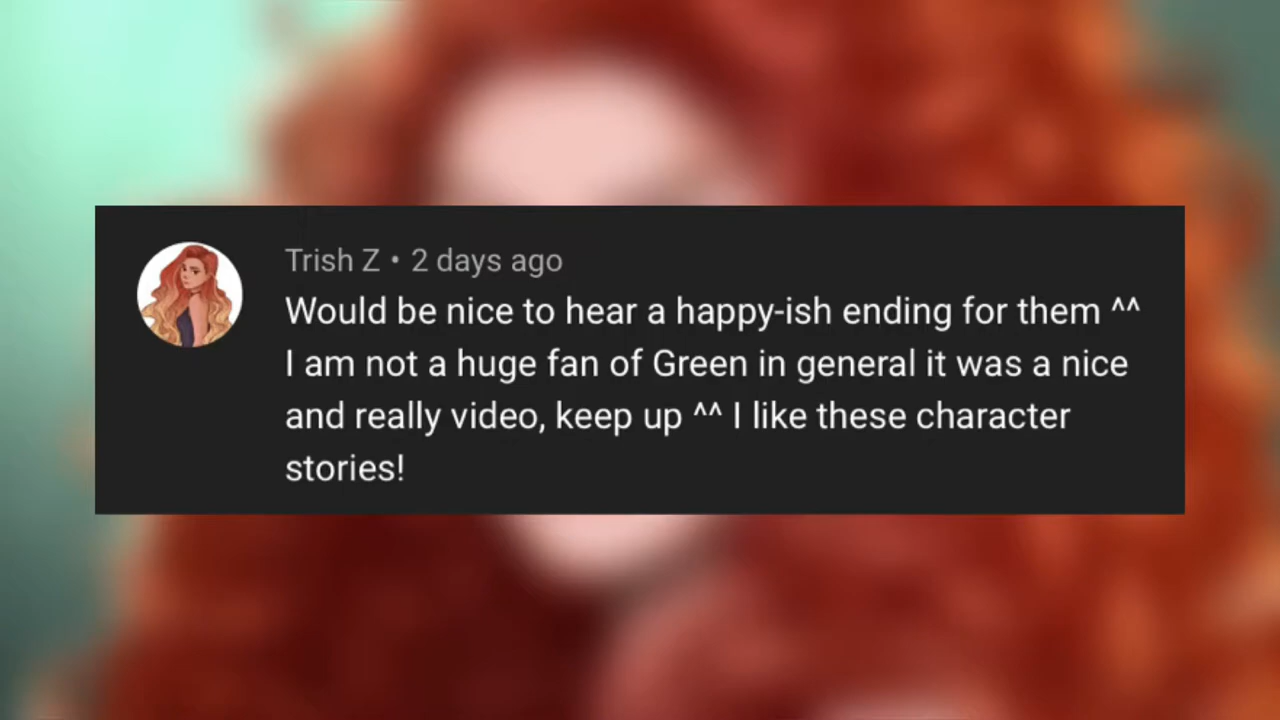 Trish Z • 2 days ago
Would be nice to hear a happy-ish ending for them ^^
I am not a huge fan of Green in general it was a nice
and really video, keep up ^^ I like these character
stories!